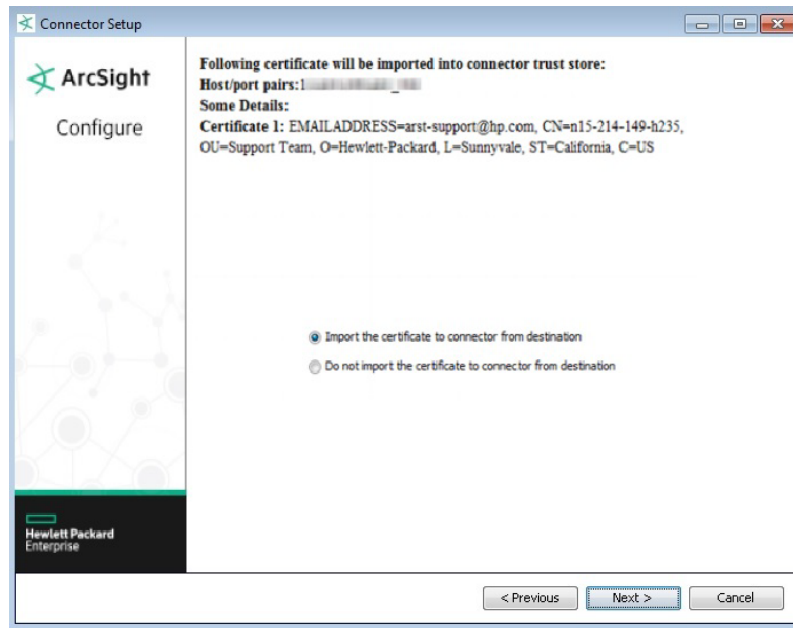 Connector Setup
ArcSight
Configure
Following certificate will be imported into connector trust store:
Host/port pairs:
Some Details:
Certificate 1: EMAILADDRESS=arst-support@hp.com, CN=n15-214-149-h235,
OU=Support Team, O=Hewlett-Packard, L=Sunnyvale, ST=California, C=US
Import the certificate to connector from destination
Do not import the certificate to connector from destination
Hewlett Packard
Enterprise
< Previous
Next >
Cancel